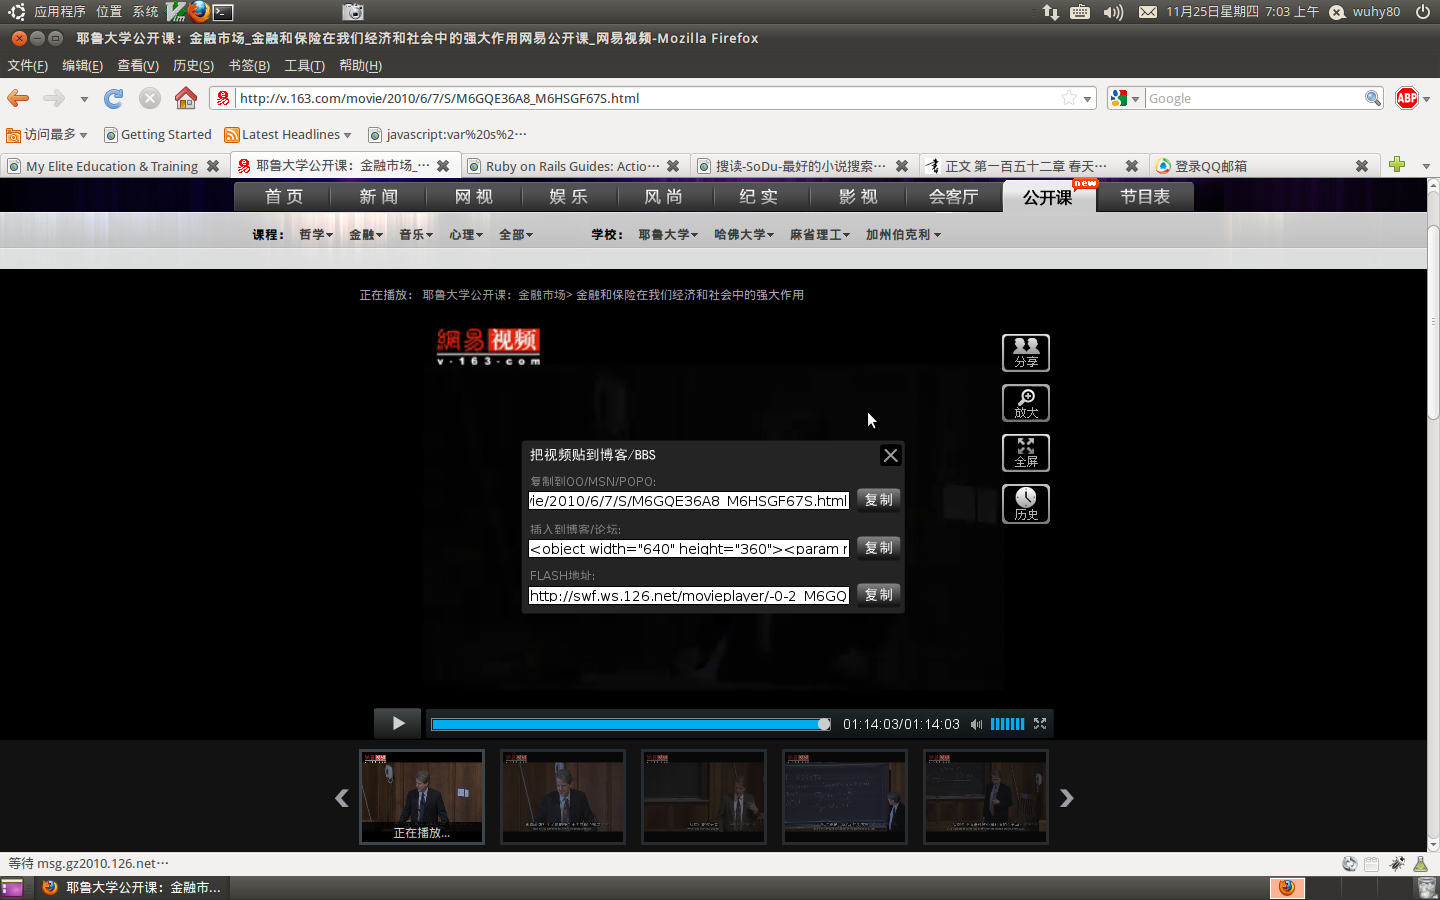 应用程序 位置 系统 11月25日星期四 7:03 上午 wuhy80
耶鲁大学公开课：金融市场_金融和保险在我们经济和社会中的强大作用网易公开课_网易视频-Mozilla Firefox
文件(F) 编辑(E) 查看(V) 历史(S) 书签(B) 工具(T) 帮助(H)
http://v.163.com/movie/2010/6/7/S/M6GQE36A8_M6HSGF67S.html Google ABP
访问最多 Getting Started Latest Headlines javascript:var%20s%2…
My Elite Education & Training 耶鲁大学公开课：金融市场_… Ruby on Rails Guides: Actio… 搜读-SoDu-最好的小说搜索… 正文 第一百五十二章 春天… 登录QQ邮箱
首 页 新 闻 网 视 娱 乐 风 尚 纪 实 影 视 会客厅 公开课 new 节目表
课程： 哲学 金融 音乐 心理 全部 学校： 耶鲁大学 哈佛大学 麻省理工 加州伯克利
正在播放： 耶鲁大学公开课：金融市场> 金融和保险在我们经济和社会中的强大作用
網易视频
v·163·com
分享
放大
全屏
历史
把视频贴到博客/BBS
复制到QQ/MSN/POPO:
vie/2010/6/7/S/M6GQE36A8_M6HSGF67S.html 复制
插入到博客/论坛:
<object width="640" height="360"><param r 复制
FLASH地址:
http://swf.ws.126.net/movieplayer/-0-2_M6GQ 复制
01:14:03/01:14:03
正在播放...
等待 msg.gz2010.126.net…
耶鲁大学公开课：金融市...